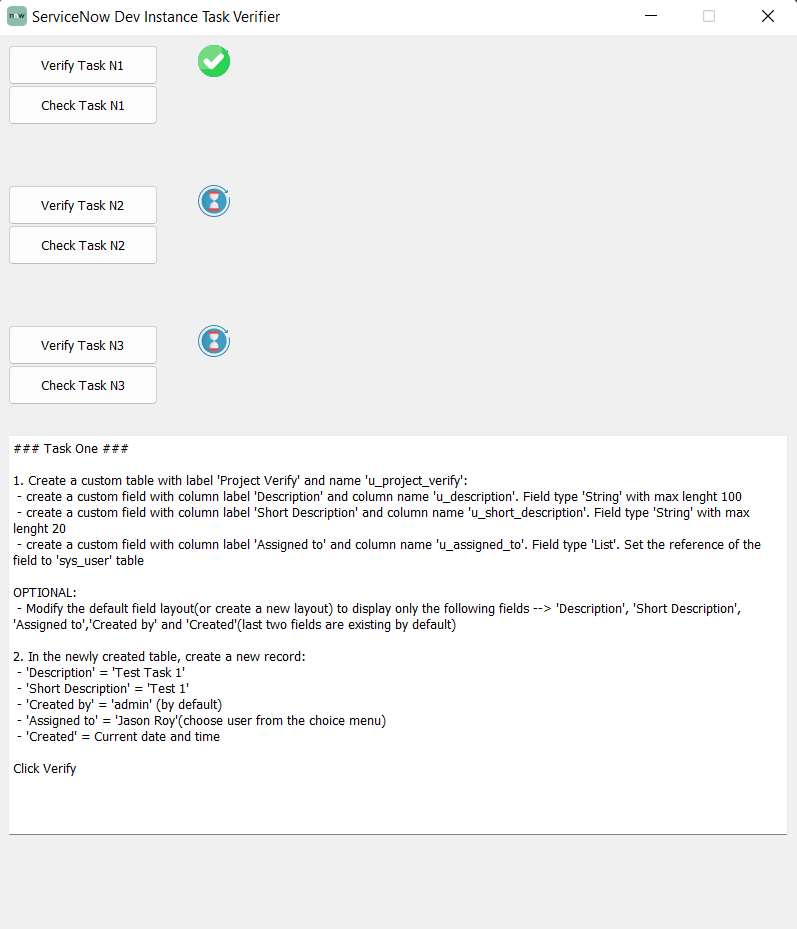 now ServiceNow Dev Instance Task Verifier
Verify Task N1
Check Task N1
Verify Task N2
Check Task N2
Verify Task N3
Check Task N3
### Task One ###
1. Create a custom table with label 'Project Verify' and name 'u_project_verify':
- create a custom field with column label 'Description' and column name 'u_description'. Field type 'String' with max lenght 100
- create a custom field with column label 'Short Description' and column name 'u_short_description'. Field type 'String' with max
lenght 20
- create a custom field with column label 'Assigned to' and column name 'u_assigned_to'. Field type 'List'. Set the reference of the
field to 'sys_user' table
OPTIONAL:
- Modify the default field layout(or create a new layout) to display only the following fields --> 'Description', 'Short Description',
'Assigned to','Created by' and 'Created'(last two fields are existing by default)
2. In the newly created table, create a new record:
- 'Description' = 'Test Task 1'
- 'Short Description' = 'Test 1'
- 'Created by' = 'admin' (by default)
- 'Assigned to' = 'Jason Roy'(choose user from the choice menu)
- 'Created' = Current date and time
Click Verify